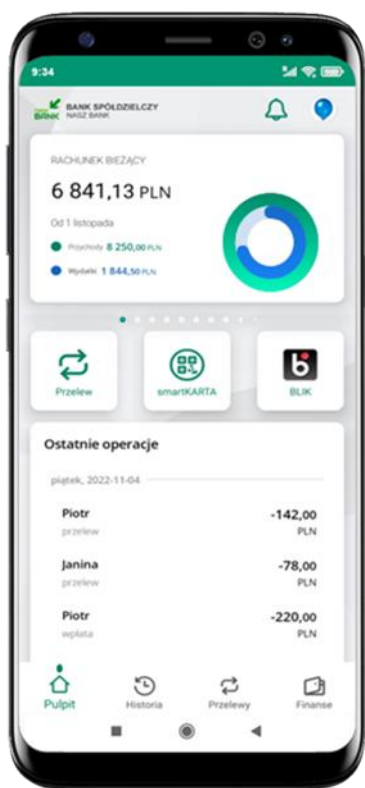 9:34
BANK SPÓŁDZIELCZY
NASZ BANK
BANK
RACHUNEK BIEŻĄCY
6 841,13 PLN
Od 1 listopada
Przychody 8 250,00 PLN
Wydatki 1 844,50 PLN
Przelew
smartKARTA
BLIK
Ostatnie operacje
piątek, 2022-11-04
Piotr -142,00
przelew PLN
Janina -78,00
przelew PLN
Piotr -220,00
wpłata PLN
Pulpit
Historia
Przelewy
Finanse